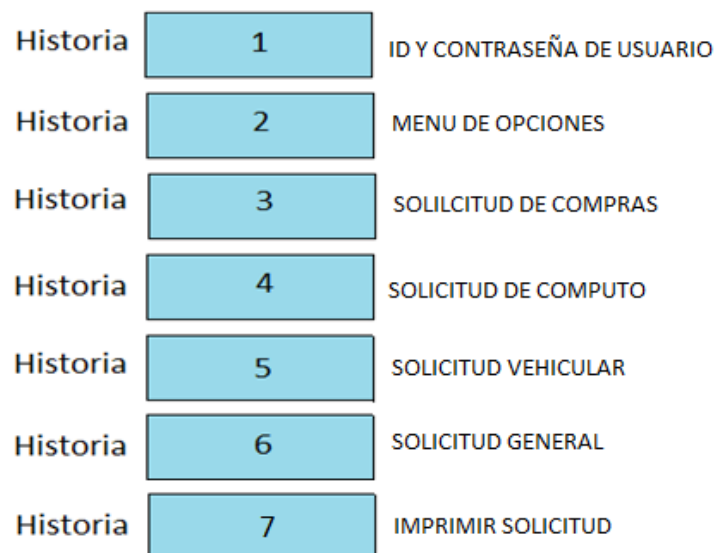 Historia 1 ID Y CONTRASEÑA DE USUARIO
Historia 2 MENU DE OPCIONES
Historia 3 SOLILCITUD DE COMPRAS
Historia 4 SOLICITUD DE COMPUTO
Historia 5 SOLICITUD VEHICULAR
Historia 6 SOLICITUD GENERAL
Historia 7 IMPRIMIR SOLICITUD